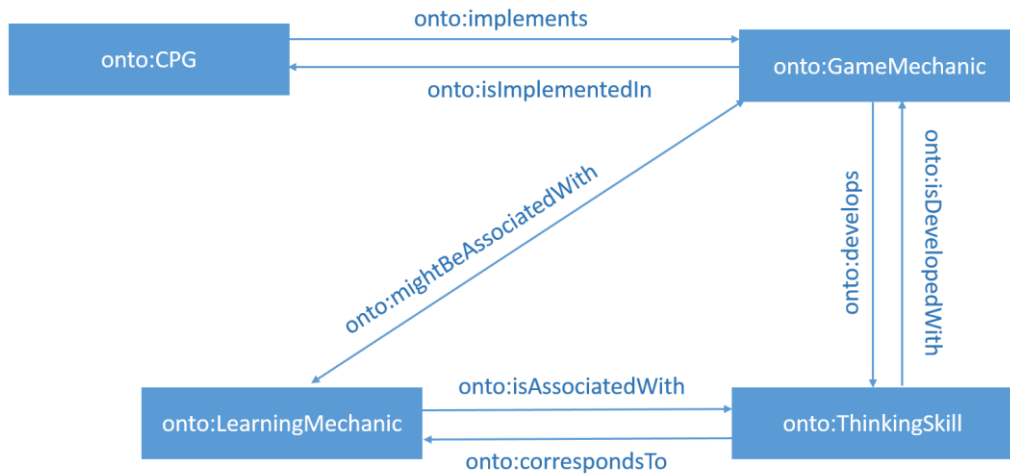 onto:implements
onto:CPG
onto:GameMechanic
onto:isImplementedIn
onto:mightBeAssociatedWith
onto:develops
onto:isDevelopedWith
onto:isAssociatedWith
onto:LearningMechanic
onto:ThinkingSkill
onto:correspondsTo